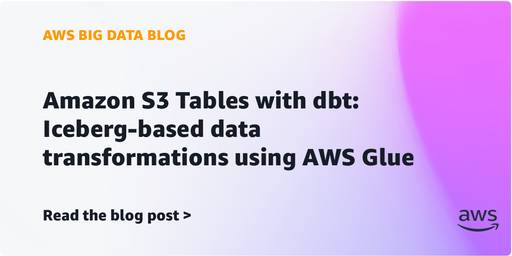 AWS BIG DATA BLOG
Amazon S3 Tables with dbt:
Iceberg-based data
transformations using AWS Glue
Read the blog post >
aws